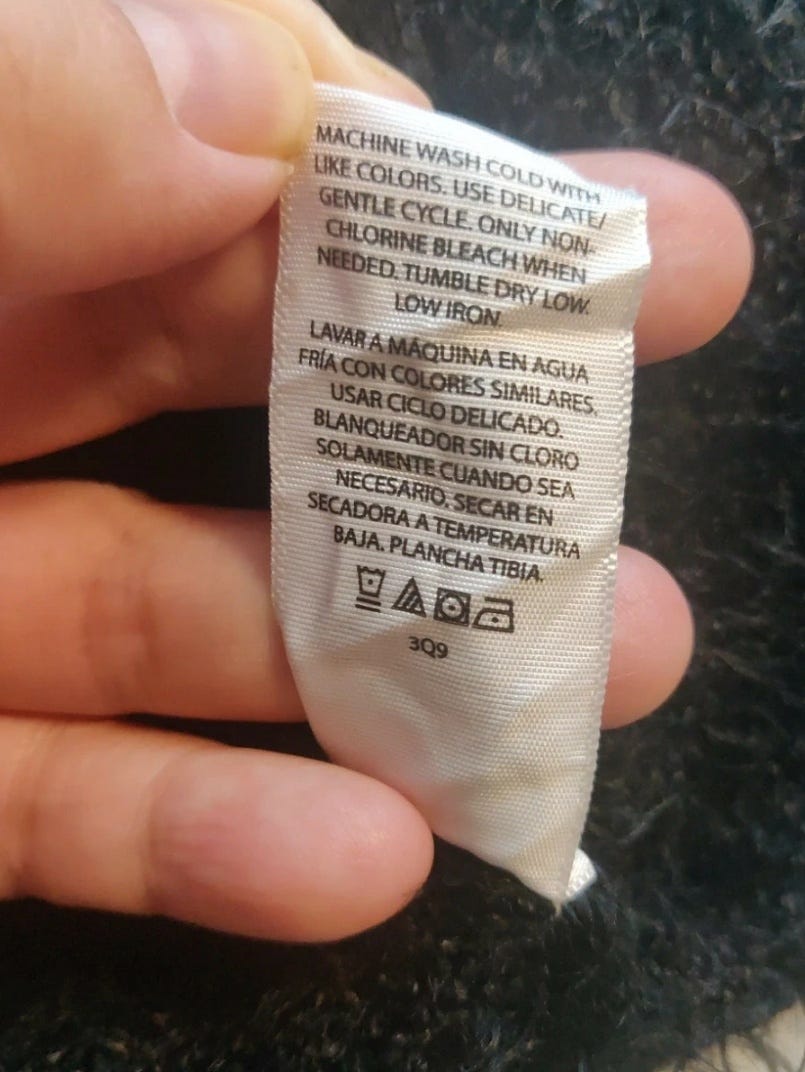 MACHINE WASH COLD WITH
LIKE COLORS. USE DELICATE/
GENTLE CYCLE. ONLY NON-
CHLORINE BLEACH WHEN
NEEDED. TUMBLE DRY LOW.
LOW IRON.
LAVAR A MÁQUINA EN AGUA
FRÍA CON COLORES SIMILARES.
USAR CICLO DELICADO.
BLANQUEADOR SIN CLORO
SOLAMENTE CUANDO SEA
NECESARIO. SECAR EN
SECADORA A TEMPERATURA
BAJA. PLANCHA TIBIA.
3Q9